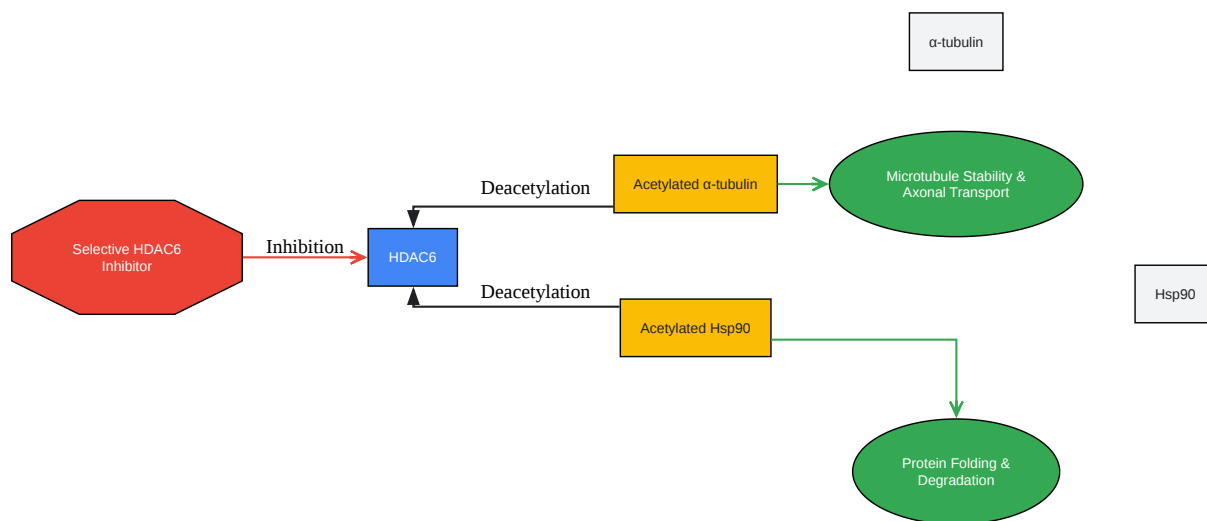 α-tubulin
Deacetylation
Acetylated α-tubulin
Microtubule Stability &
Axonal Transport
Selective HDAC6
Inhibitor
Inhibition
HDAC6
Deacetylation
Acetylated Hsp90
Hsp90
Protein Folding &
Degradation